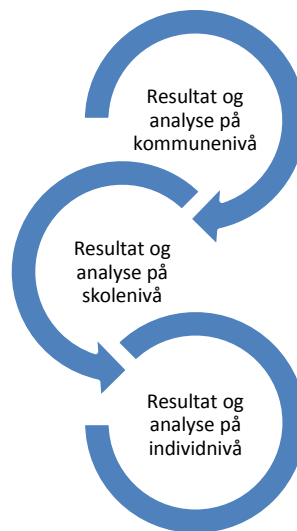 Resultat og
analyse på
kommunenivå
Resultat og
analyse på
skolenivå
Resultat og
analyse på
individnivå